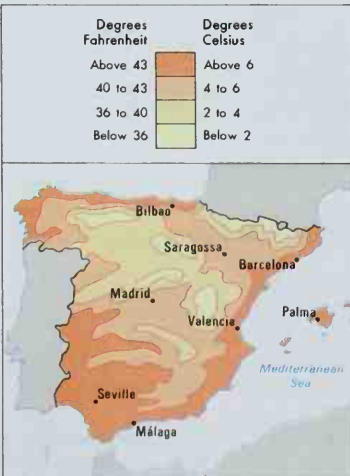 Degrees Fahrenheit
Degrees Celsius
Above 43
Above 6
40 to 43
4 to 6
36 to 40
2 to 4
Below 36
Below 2
Bilbao
Saragossa
Barcelona
Madrid
Valencia
Palma
Mediterranean
Sea
Seville
Málaga